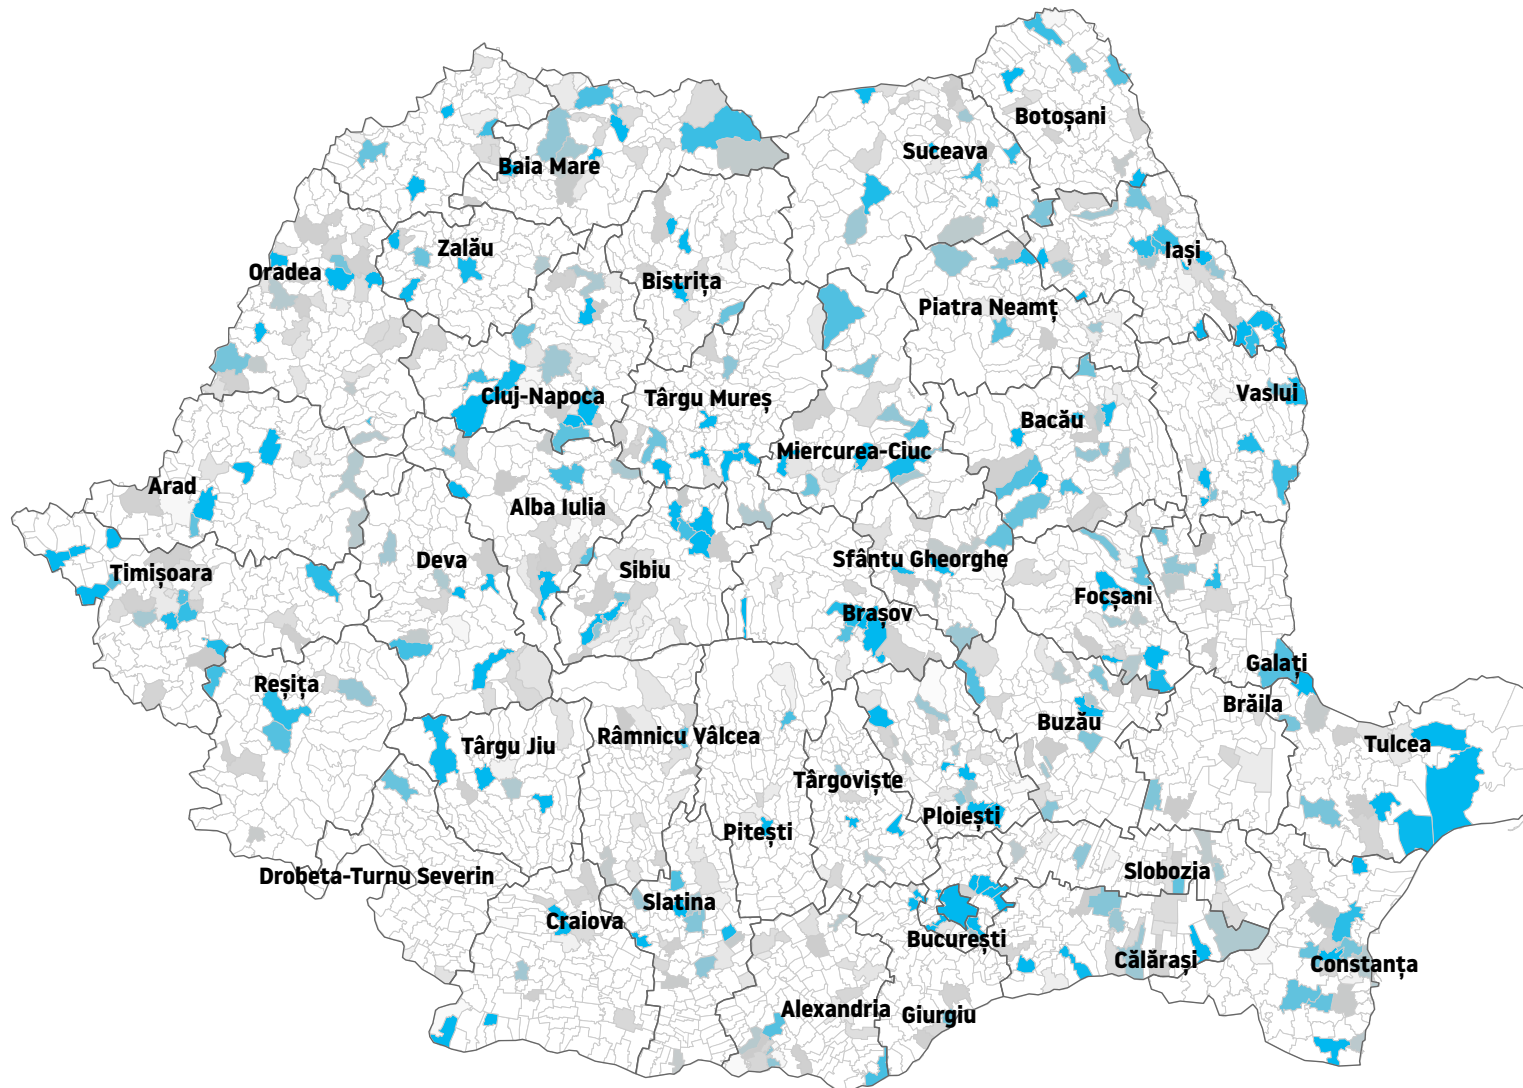 Botoșani
Suceava
Baia Mare
Zalău
Iași
Oradea
Bistrița
Piatra Neamț
Vaslui
Cluj-Napoca
Târgu Mureș
Bacău
Miercurea-Ciuc
Arad
Alba Iulia
Deva
Sfântu Gheorghe
Timișoara
Sibiu
Focșani
Brașov
Galați
Reșița
Brăila
Buzău
Râmnicu Vâlcea
Târgu Jiu
Tulcea
Târgoviște
Ploiești
Pitești
Slobozia
Drobeta-Turnu Severin
Slatina
Craiova
București
Călărași
Constanța
Alexandria
Giurgiu